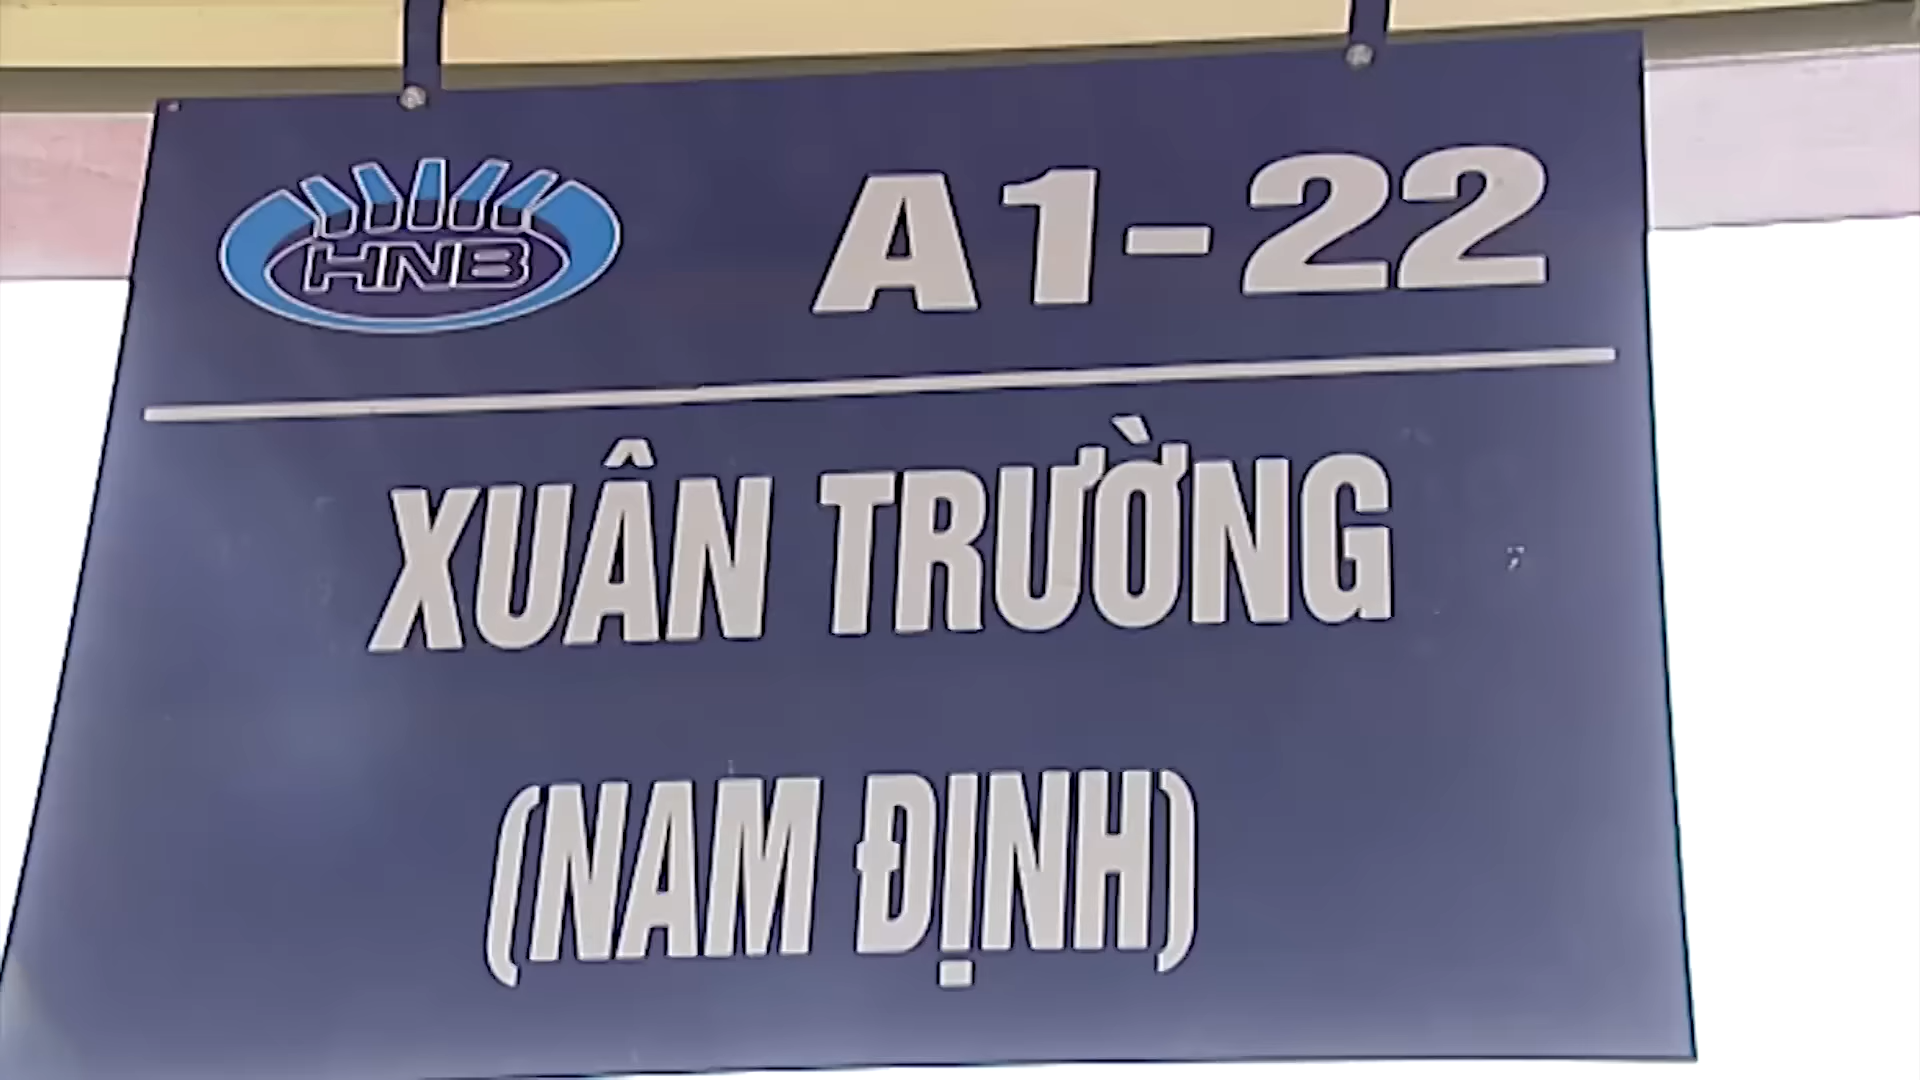 HNB A1-22
XUÂN TRƯỜNG
(NAM ĐỊNH)